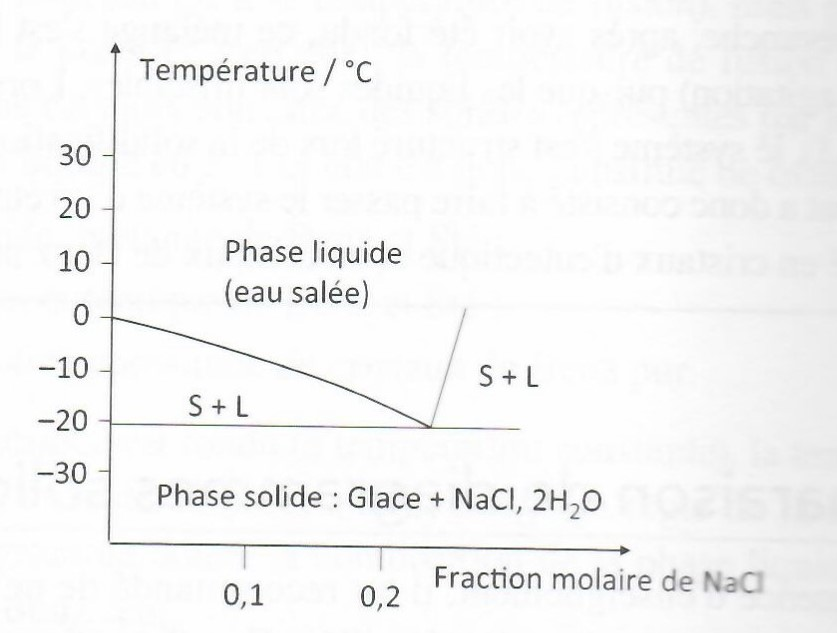 Température / °C
30
20
Phase liquide
10
(eau salée)
0
S + L
−10
S + L
−20
−30
Phase solide : Glace + NaCl, 2H₂O
Fraction molaire de NaCl
0,1
0,2